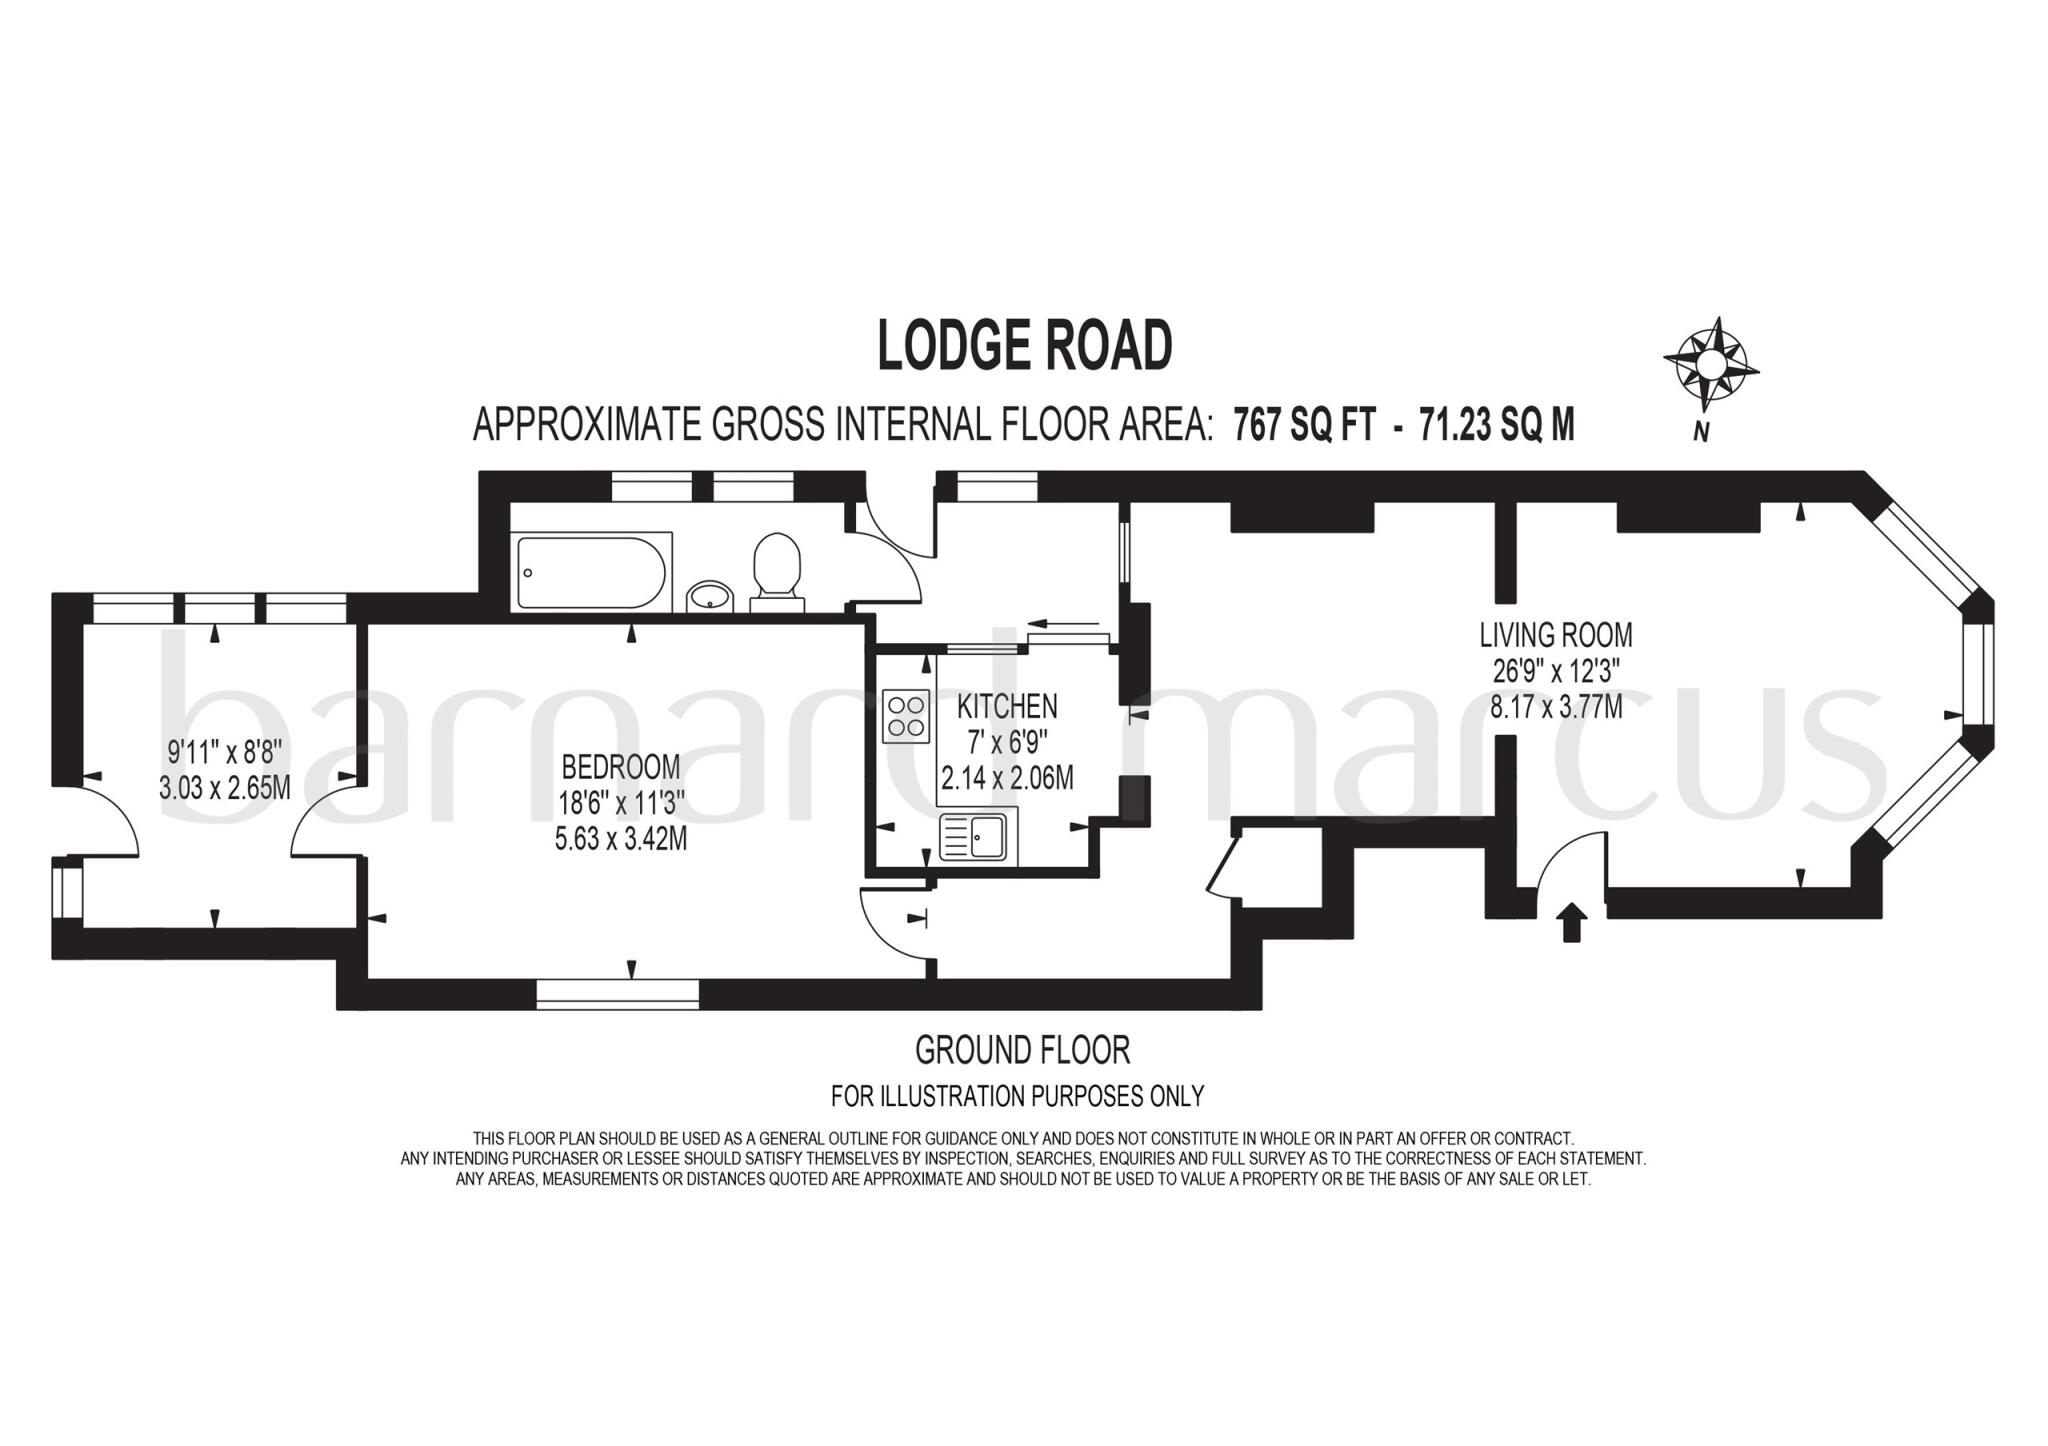 LODGE ROAD
APPROXIMATE GROSS INTERNAL FLOOR AREA: 767 SQ FT - 71.23 SQ M
N
LIVING ROOM
26'9" x 12'3"
8.17 x 3.77M
KITCHEN
7' x 6'9"
2.14 x 2.06M
9'11" x 8'8"
3.03 x 2.65M
BEDROOM
18'6" x 11'3"
5.63 x 3.42M
barnard marcus
GROUND FLOOR
FOR ILLUSTRATION PURPOSES ONLY
THIS FLOOR PLAN SHOULD BE USED AS A GENERAL OUTLINE FOR GUIDANCE ONLY AND DOES NOT CONSTITUTE IN WHOLE OR IN PART AN OFFER OR CONTRACT.
ANY INTENDING PURCHASER OR LESSEE SHOULD SATISFY THEMSELVES BY INSPECTION, SEARCHES, ENQUIRIES AND FULL SURVEY AS TO THE CORRECTNESS OF EACH STATEMENT.
ANY AREAS, MEASUREMENTS OR DISTANCES QUOTED ARE APPROXIMATE AND SHOULD NOT BE USED TO VALUE A PROPERTY OR BE THE BASIS OF ANY SALE OR LET.